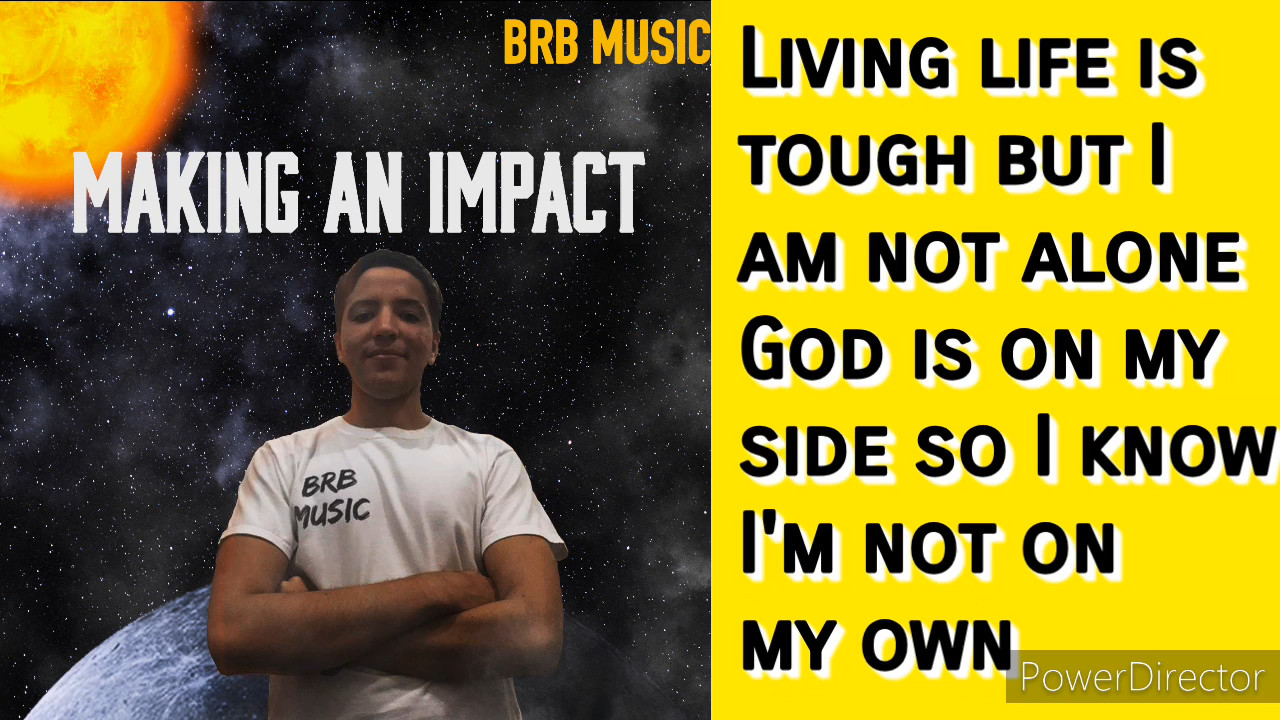 BRB MUSIC
MAKING AN IMPACT
BRB
MUSIC
LIVING LIFE IS
TOUGH BUT I
AM NOT ALONE
GOD IS ON MY
SIDE SO I KNOW
I'M NOT ON
MY OWN
PowerDirector